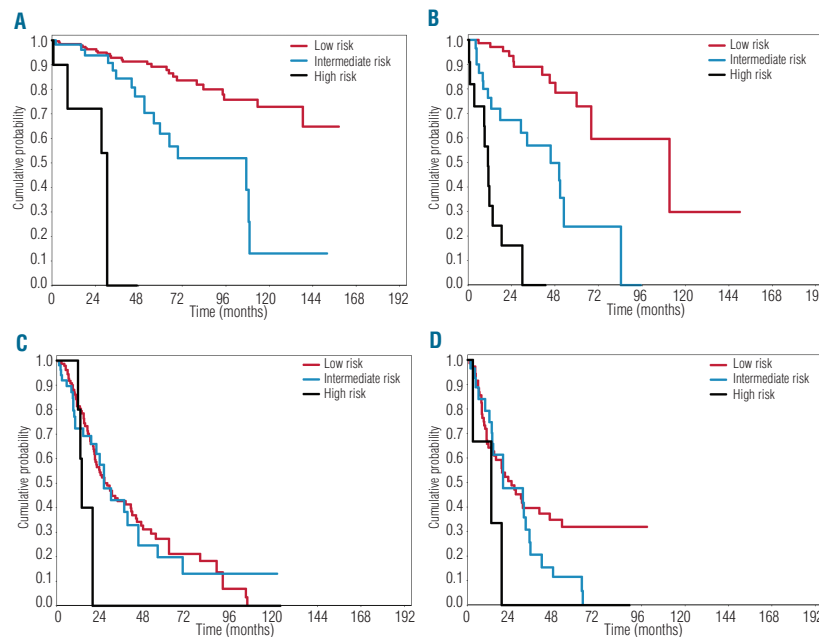 A
Cumulative probability
1.0
0.9
0.8
0.7
0.6
0.5
0.4
0.3
0.2
0.1
0.0
Low risk
Intermediate risk
High risk
0 24 48 72 96 120 144 168 192
Time (months)
B
Cumulative probability
1.0
0.9
0.8
0.7
0.6
0.5
0.4
0.3
0.2
0.1
0.0
Low risk
Intermediate risk
High risk
0 24 48 72 96 120 144 168 192
Time (months)
C
Cumulative probability
1.0
0.9
0.8
0.7
0.6
0.5
0.4
0.3
0.2
0.1
0.0
Low risk
Intermediate risk
High risk
0 24 48 72 96 120 144 168 192
Time (months)
D
Cumulative probability
1.0
0.9
0.8
0.7
0.6
0.5
0.4
0.3
0.2
0.1
0.0
Low risk
Intermediate risk
High risk
0 24 48 72 96 120 144 168 192
Time (months)